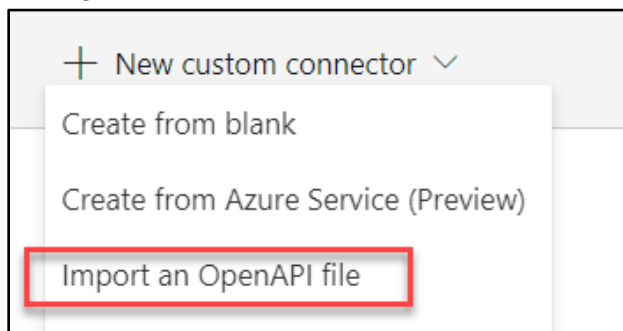 + New custom connector
Create from blank
Create from Azure Service (Preview)
Import an OpenAPI file